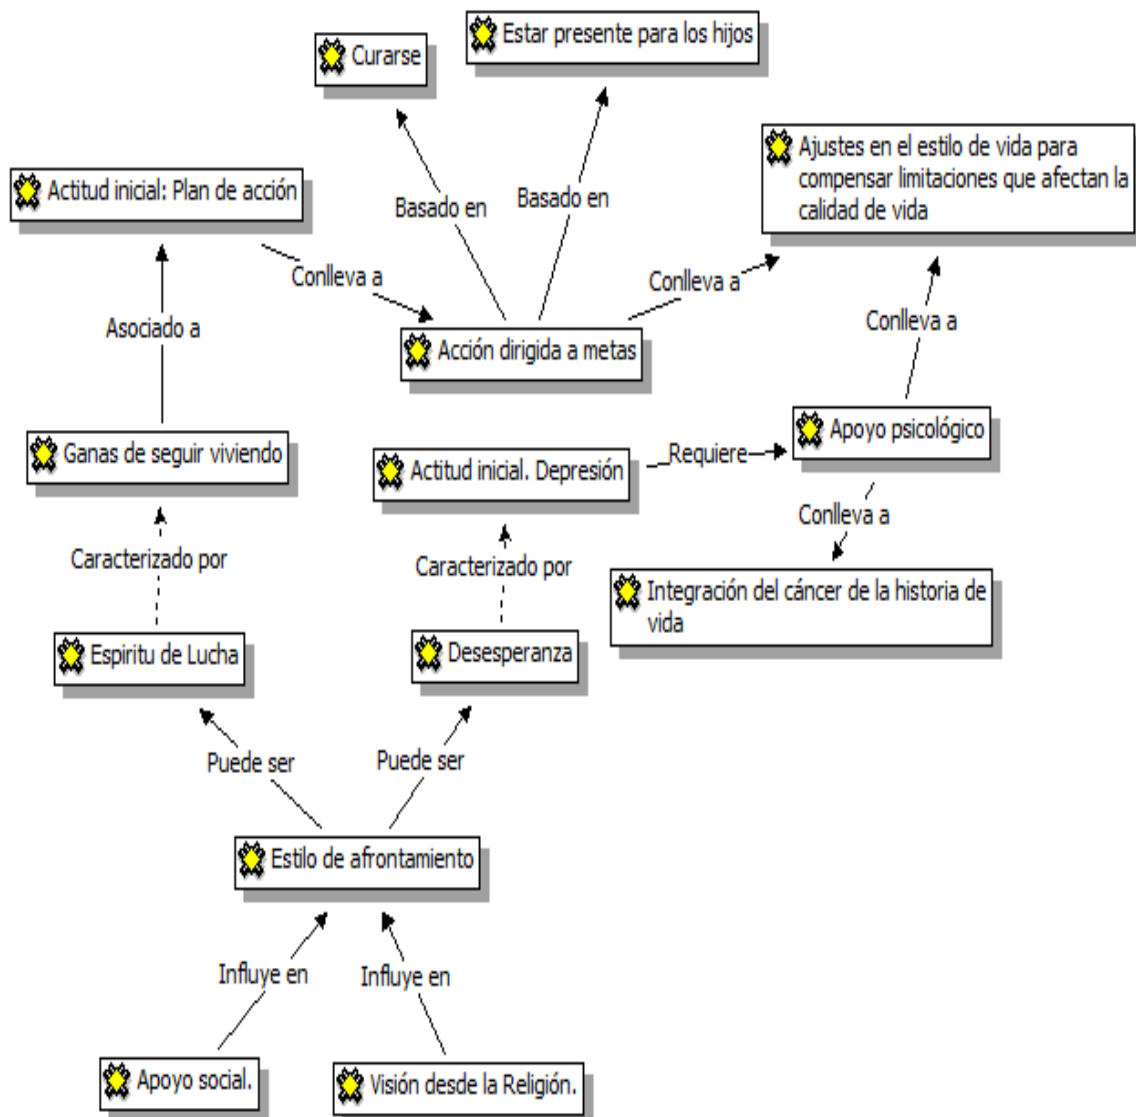 Estar presente para los hijos
Curarse
Ajustes en el estilo de vida para
compensar limitaciones que afectan la
calidad de vida
Actitud inicial: Plan de acción
Basado en
Basado en
Conlleva a
Conlleva a
Asociado a
Conlleva a
Acción dirigida a metas
Apoyo psicológico
Ganas de seguir viviendo
Actitud inicial. Depresión
Requiere
Conlleva a
Caracterizado por
Caracterizado por
Integración del cáncer de la historia de
vida
Espiritu de Lucha
Desesperanza
Puede ser
Puede ser
Estilo de afrontamiento
Influye en
Influye en
Apoyo social.
Visión desde la Religión.